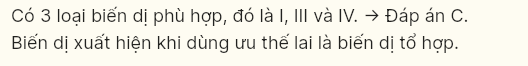 Có 3 loại biến dị phù hợp, đó là I, III và IV. → Đáp án C.
Biến dị xuất hiện khi dùng ưu thế lai là biến dị tổ hợp.